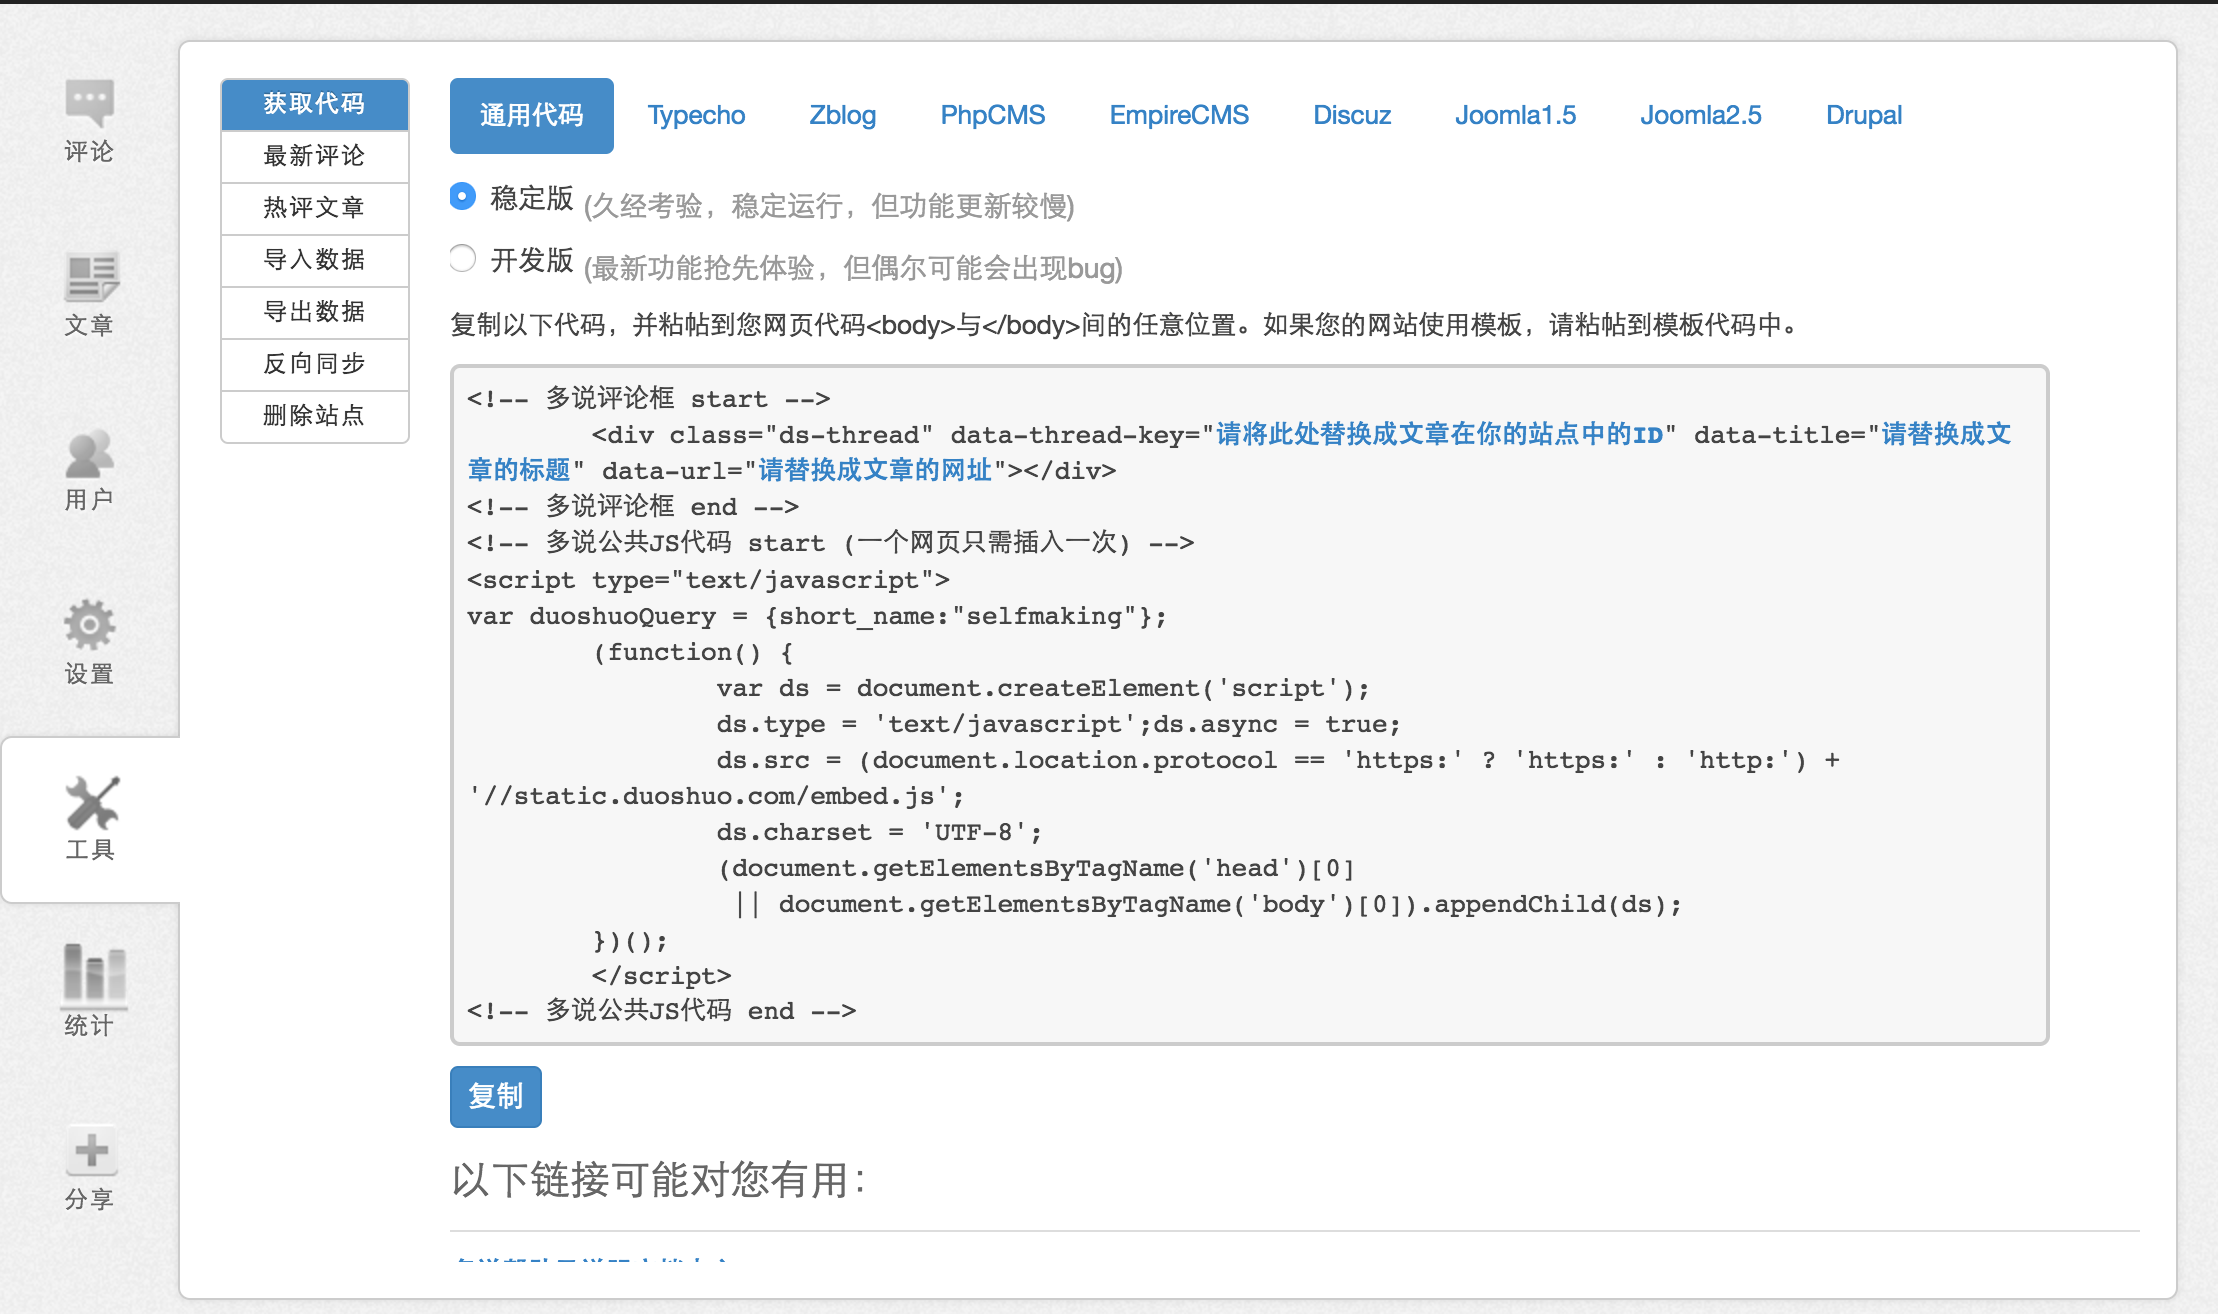 评论
文章
用户
设置
工具
统计
分享
获取代码
最新评论
热评文章
导入数据
导出数据
反向同步
删除站点
通用代码 Typecho Zblog PhpCMS EmpireCMS Discuz Joomla1.5 Joomla2.5 Drupal
稳定版 (久经考验，稳定运行，但功能更新较慢)
开发版 (最新功能抢先体验，但偶尔可能会出现bug)
复制以下代码，并粘帖到您网页代码<body>与</body>间的任意位置。如果您的网站使用模板，请粘帖到模板代码中。
<!-- 多说评论框 start -->
<div class="ds-thread" data-thread-key="请将此处替换成文章在你的站点中的ID" data-title="请替换成文
章的标题" data-url="请替换成文章的网址"></div>
<!-- 多说评论框 end -->
<!-- 多说公共JS代码 start (一个网页只需插入一次) -->
<script type="text/javascript">
var duoshuoQuery = {short_name:"selfmaking"};
(function() {
var ds = document.createElement('script');
ds.type = 'text/javascript';ds.async = true;
ds.src = (document.location.protocol == 'https:' ? 'https:' : 'http:') +
'//static.duoshuo.com/embed.js';
ds.charset = 'UTF-8';
(document.getElementsByTagName('head')[0]
|| document.getElementsByTagName('body')[0]).appendChild(ds);
})();
</script>
<!-- 多说公共JS代码 end -->
复制
以下链接可能对您有用：